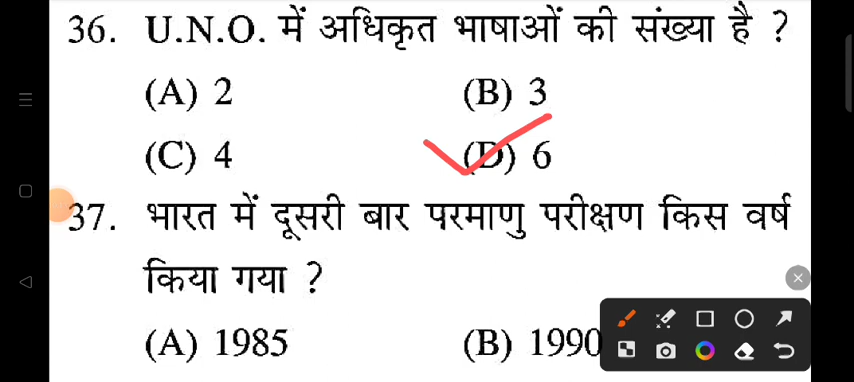 36. U.N.O. में अधिकृत भाषाओं की संख्या है ?
(A) 2 (B) 3
(C) 4 (D) 6
37. भारत में दूसरी बार परमाणु परीक्षण किस वर्ष
किया गया ?
(A) 1985 (B) 1990